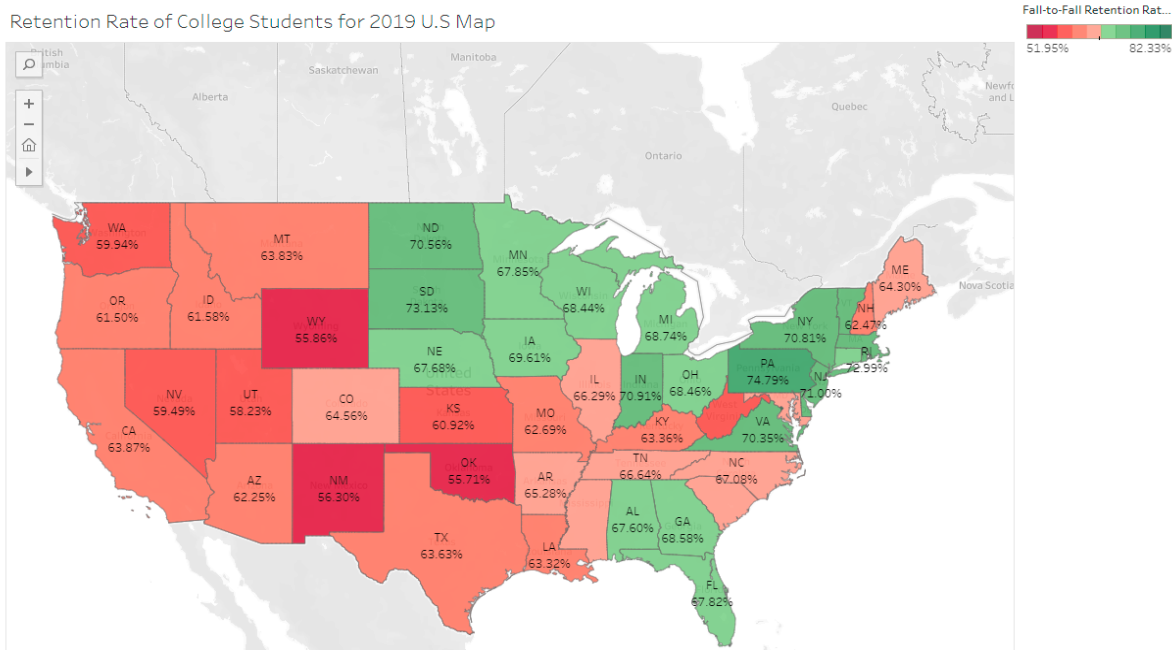 Retention Rate of College Students for 2019 U.S Map
Fall-to-Fall Retention Rat...
51.95%
82.33%
British
Columbia
Alberta
Saskatchewan
Manitoba
Ontario
Quebec
Newfo
and L
Nova Scotia
United
States
WA
59.94%
MT
63.83%
ND
70.56%
MN
67.85%
ME
64.30%
OR
61.50%
ID
61.58%
WY
55.86%
SD
73.13%
WI
68.44%
MI
68.74%
NY
70.81%
NH
62.47%
NE
67.68%
IA
69.61%
RI
72.99%
NV
59.49%
UT
58.23%
CO
64.56%
KS
60.92%
MO
62.69%
IL
66.29%
IN
70.91%
OH
68.46%
PA
74.79%
NJ
71.00%
CA
63.87%
KY
63.36%
VA
70.35%
AZ
62.25%
NM
56.30%
OK
55.71%
AR
65.28%
TN
66.64%
NC
67.08%
TX
63.63%
LA
63.32%
AL
67.60%
GA
68.58%
FL
67.82%